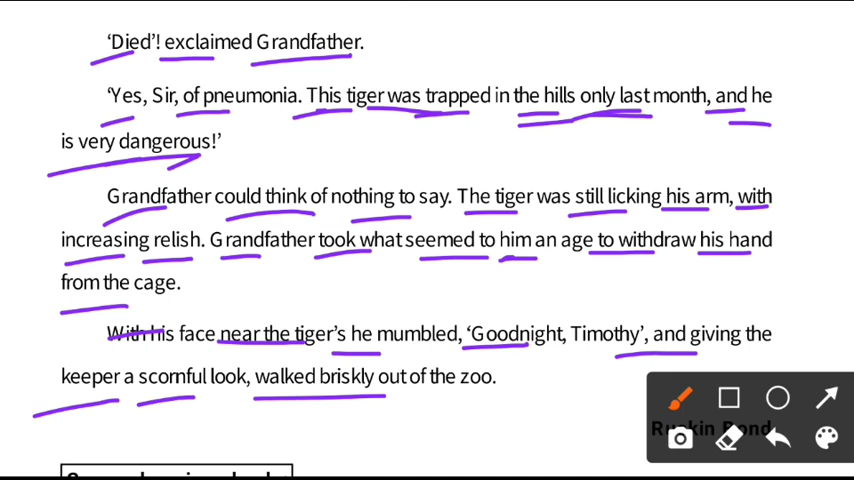 ‘Died’! exclaimed Grandfather.
‘Yes, Sir, of pneumonia. This tiger was trapped in the hills only last month, and he
is very dangerous!’
Grandfather could think of nothing to say. The tiger was still licking his arm, with
increasing relish. Grandfather took what seemed to him an age to withdraw his hand
from the cage.
With his face near the tiger’s he mumbled, ‘Goodnight, Timothy’, and giving the
keeper a scornful look, walked briskly out of the zoo.
Ruskin Bond